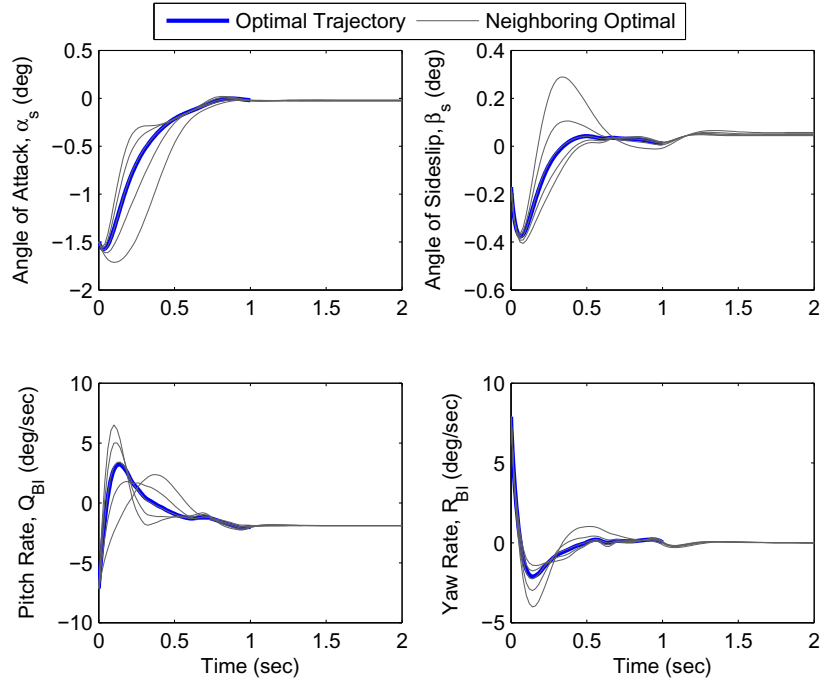 Optimal Trajectory Neighboring Optimal
0.5
0
−0.5
−1
−1.5
−2
Angle of Attack, α_s (deg)
0 0.5 1 1.5 2
0.4
0.2
0
−0.2
−0.4
−0.6
Angle of Sideslip, β_s (deg)
0 0.5 1 1.5 2
10
5
0
−5
−10
Pitch Rate, Q_BI (deg/sec)
0 0.5 1 1.5 2
Time (sec)
10
5
0
−5
Yaw Rate, R_BI (deg/sec)
0 0.5 1 1.5 2
Time (sec)